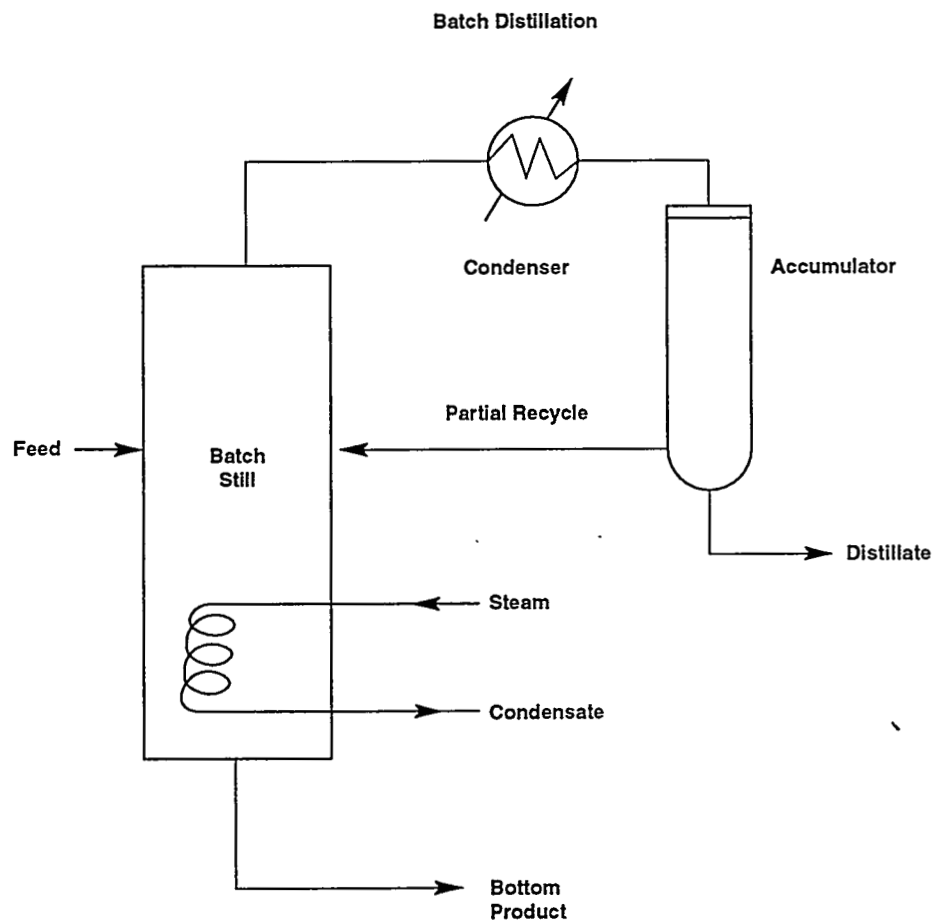 Batch Distillation
Condenser
Accumulator
Partial Recycle
Feed
Batch
Still
Distillate
Steam
Condensate
Bottom
Product